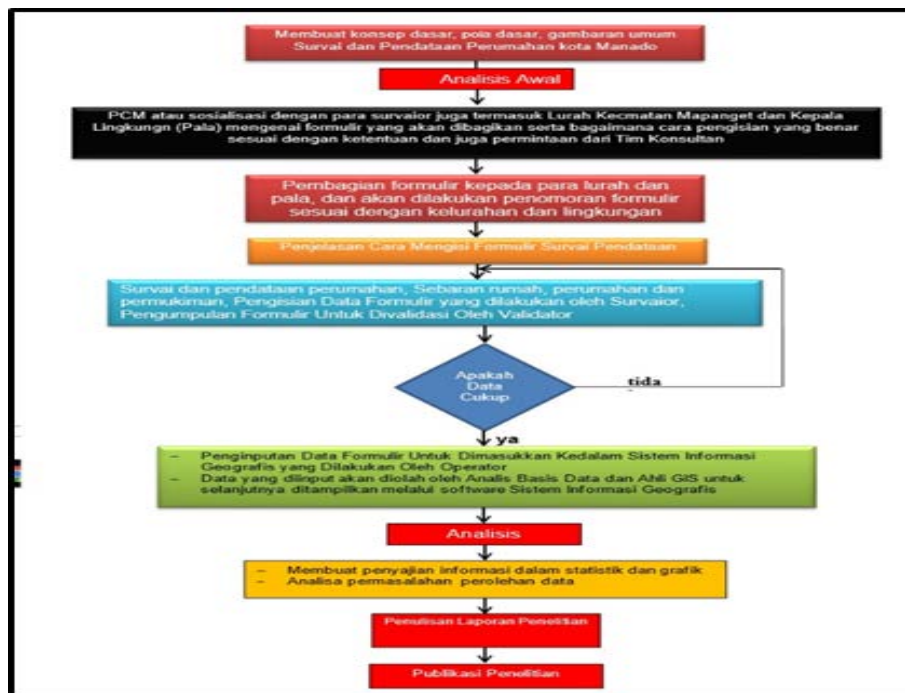 Membuat konsep dasar, pola dasar, gambaran umum
Survai dan Pendataan Perumahan kota Manado
Analisis Awal
PCM atau sosialisasi dengan para survaior juga termasuk Lurah Kecmatan Mapanget dan Kepala
Lingkungn (Pala) mengenai formulir yang akan dibagikan serta bagaimana cara pengisian yang benar
sesuai dengan ketentuan dan juga permintaan dari Tim Konsultan
Pembagian formulir kepada para lurah dan
pala, dan akan dilakukan penomoran formulir
sesuai dengan kelurahan dan lingkungan
Penjelasan Cara Mengisi Formulir Survai Pendataan
Survai dan pendataan perumahan, Sebaran rumah, perumahan dan
permukiman, Pengisian Data Formulir yang dilakukan oleh Survaior,
Pengumpulan Formulir Untuk Divalidasi Oleh Validator
Apakah
Data
Cukup
tida
ya
– Penginputan Data Formulir Untuk Dimasukkan Kedalam Sistem Informasi
Geografis yang Dilakukan Oleh Operator
– Data yang diinput akan diolah oleh Analis Basis Data dan Ahli GIS untuk
selanjutnya ditampilkan melalui software Sistem Informasi Geografis
Analisis
– Membuat penyajian informasi dalam statistik dan grafik
– Analisa permasalahan perolehan data
Penulisan Laporan Penelitian
Publikasi Penelitian